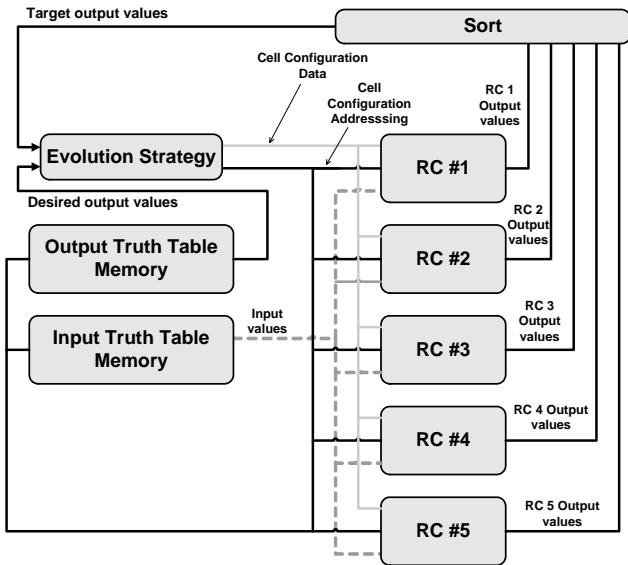 Target output values
Sort
Cell Configuration
Data
Cell
Configuration
Addresssing
RC 1
Output
values
Evolution Strategy
RC #1
Desired output values
RC 2
Output
values
Output Truth Table
Memory
RC #2
Input
values
RC 3
Output
values
Input Truth Table
Memory
RC #3
RC 4 Output
values
RC #4
RC 5 Output
values
RC #5